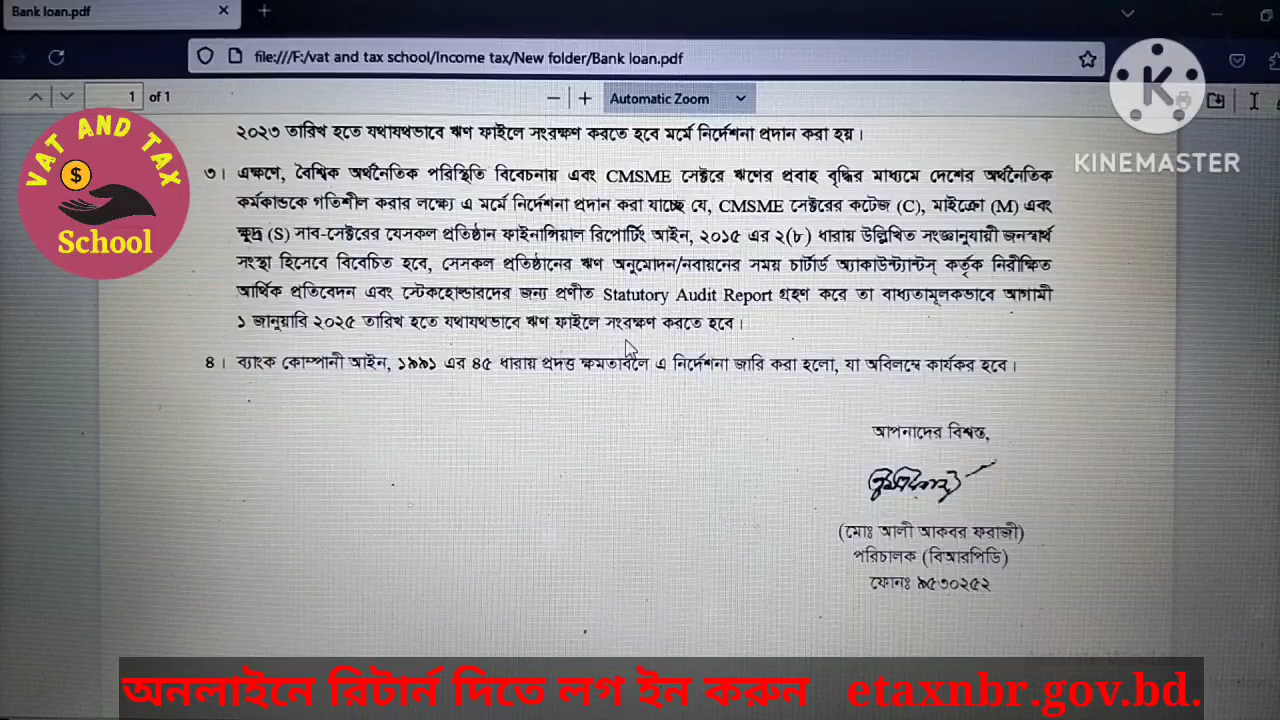 Bank loan.pdf
file:///F:/vat and tax school/Income tax/New folder/Bank loan.pdf
1 of 1
Automatic Zoom
KINEMASTER
VAT AND TAX
School
২০২৩ তারিখ হতে যথাযথভাবে ঋণ ফাইলে সংরক্ষণ করতে হবে মর্মে নির্দেশনা প্রদান করা হয়।
৩। এক্ষণে, বৈশ্বিক অর্থনৈতিক পরিস্থিতি বিবেচনায় এবং CMSME সেক্টরে ঋণের প্রবাহ বৃদ্ধির মাধ্যমে দেশের অর্থনৈতিক
কর্মকান্ডকে গতিশীল করার লক্ষ্যে এ মর্মে নির্দেশনা প্রদান করা যাচ্ছে যে, CMSME সেক্টরের কটেজ (C), মাইক্রো (M) এবং
ক্ষুদ্র (S) সাব-সেক্টরের যেসকল প্রতিষ্ঠান ফাইনান্সিয়াল রিপোর্টিং আইন, ২০১৫ এর ২(৮) ধারায় উল্লিখিত সংজ্ঞানুযায়ী জনস্বার্থ
সংস্থা হিসেবে বিবেচিত হবে, সেসকল প্রতিষ্ঠানের ঋণ অনুমোদন/নবায়নের সময় চার্টার্ড অ্যাকাউন্ট্যান্টস্ কর্তৃক নিরীক্ষিত
আর্থিক প্রতিবেদন এবং স্টেকহোল্ডারদের জন্য প্রণীত Statutory Audit Report গ্রহণ করে তা বাধ্যতামূলকভাবে আগামী
১ জানুয়ারি ২০২৫ তারিখ হতে যথাযথভাবে ঋণ ফাইলে সংরক্ষণ করতে হবে।
৪। ব্যাংক কোম্পানী আইন, ১৯৯১ এর ৪৫ ধারায় প্রদত্ত ক্ষমতাবলে এ নির্দেশনা জারি করা হলো, যা অবিলম্বে কার্যকর হবে।
আপনাদের বিশ্বস্ত,
(মোঃ আলী আকবর ফরাজী)
পরিচালক (বিআরপিডি)
ফোনঃ ৯৫৩০২৫২
অনলাইনে রিটার্ন দিতে লগ ইন করুন etaxnbr.gov.bd.